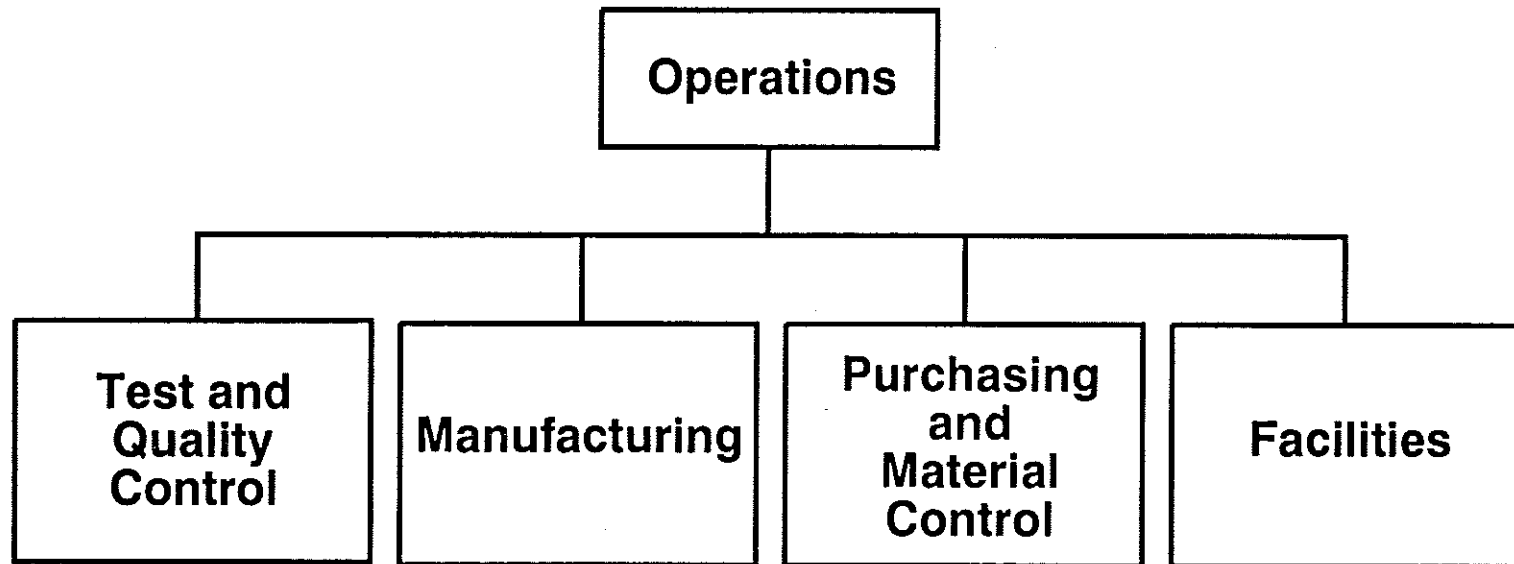 Operations
Test and
Quality
Control
Manufacturing
Purchasing
and
Material
Control
Facilities